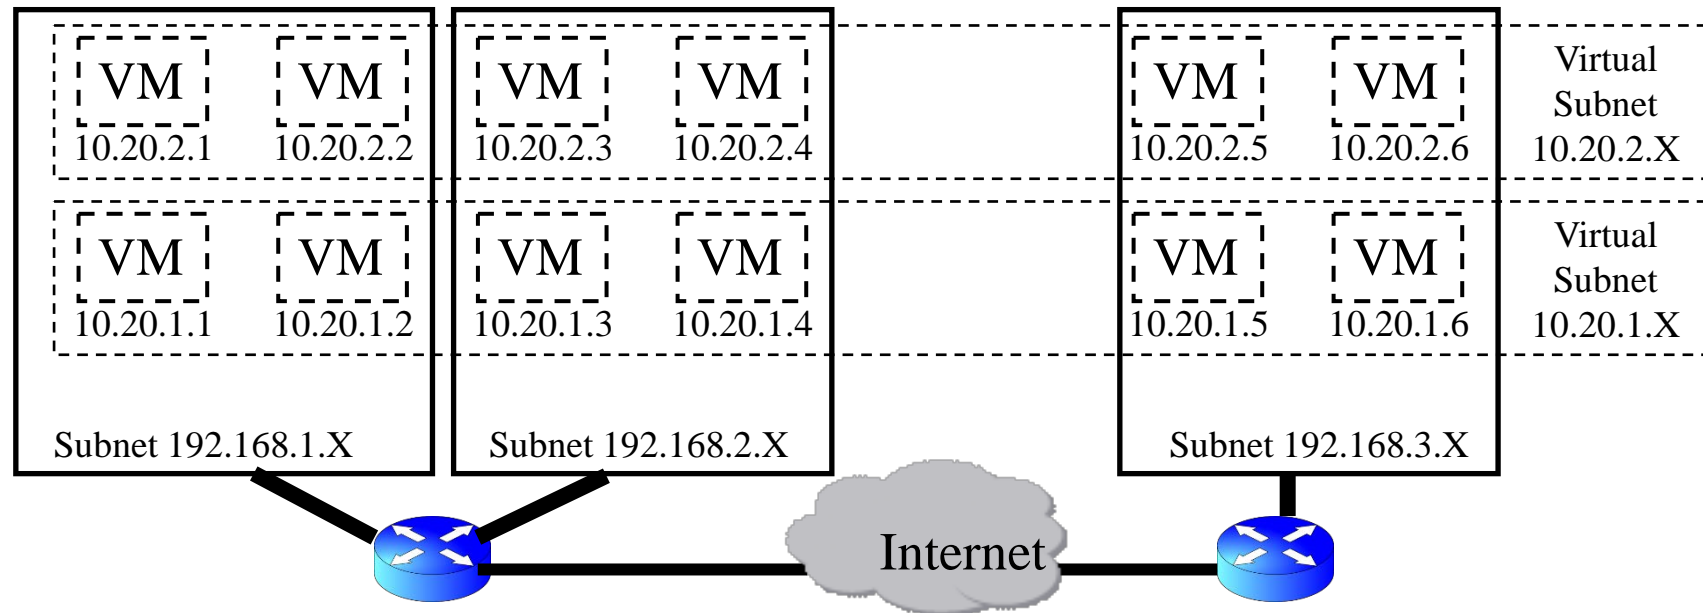 VM VM VM VM VM VM
10.20.2.1 10.20.2.2 10.20.2.3 10.20.2.4 10.20.2.5 10.20.2.6
Virtual
Subnet
10.20.2.X
VM VM VM VM VM VM
10.20.1.1 10.20.1.2 10.20.1.3 10.20.1.4 10.20.1.5 10.20.1.6
Virtual
Subnet
10.20.1.X
Subnet 192.168.1.X
Subnet 192.168.2.X
Subnet 192.168.3.X
Internet